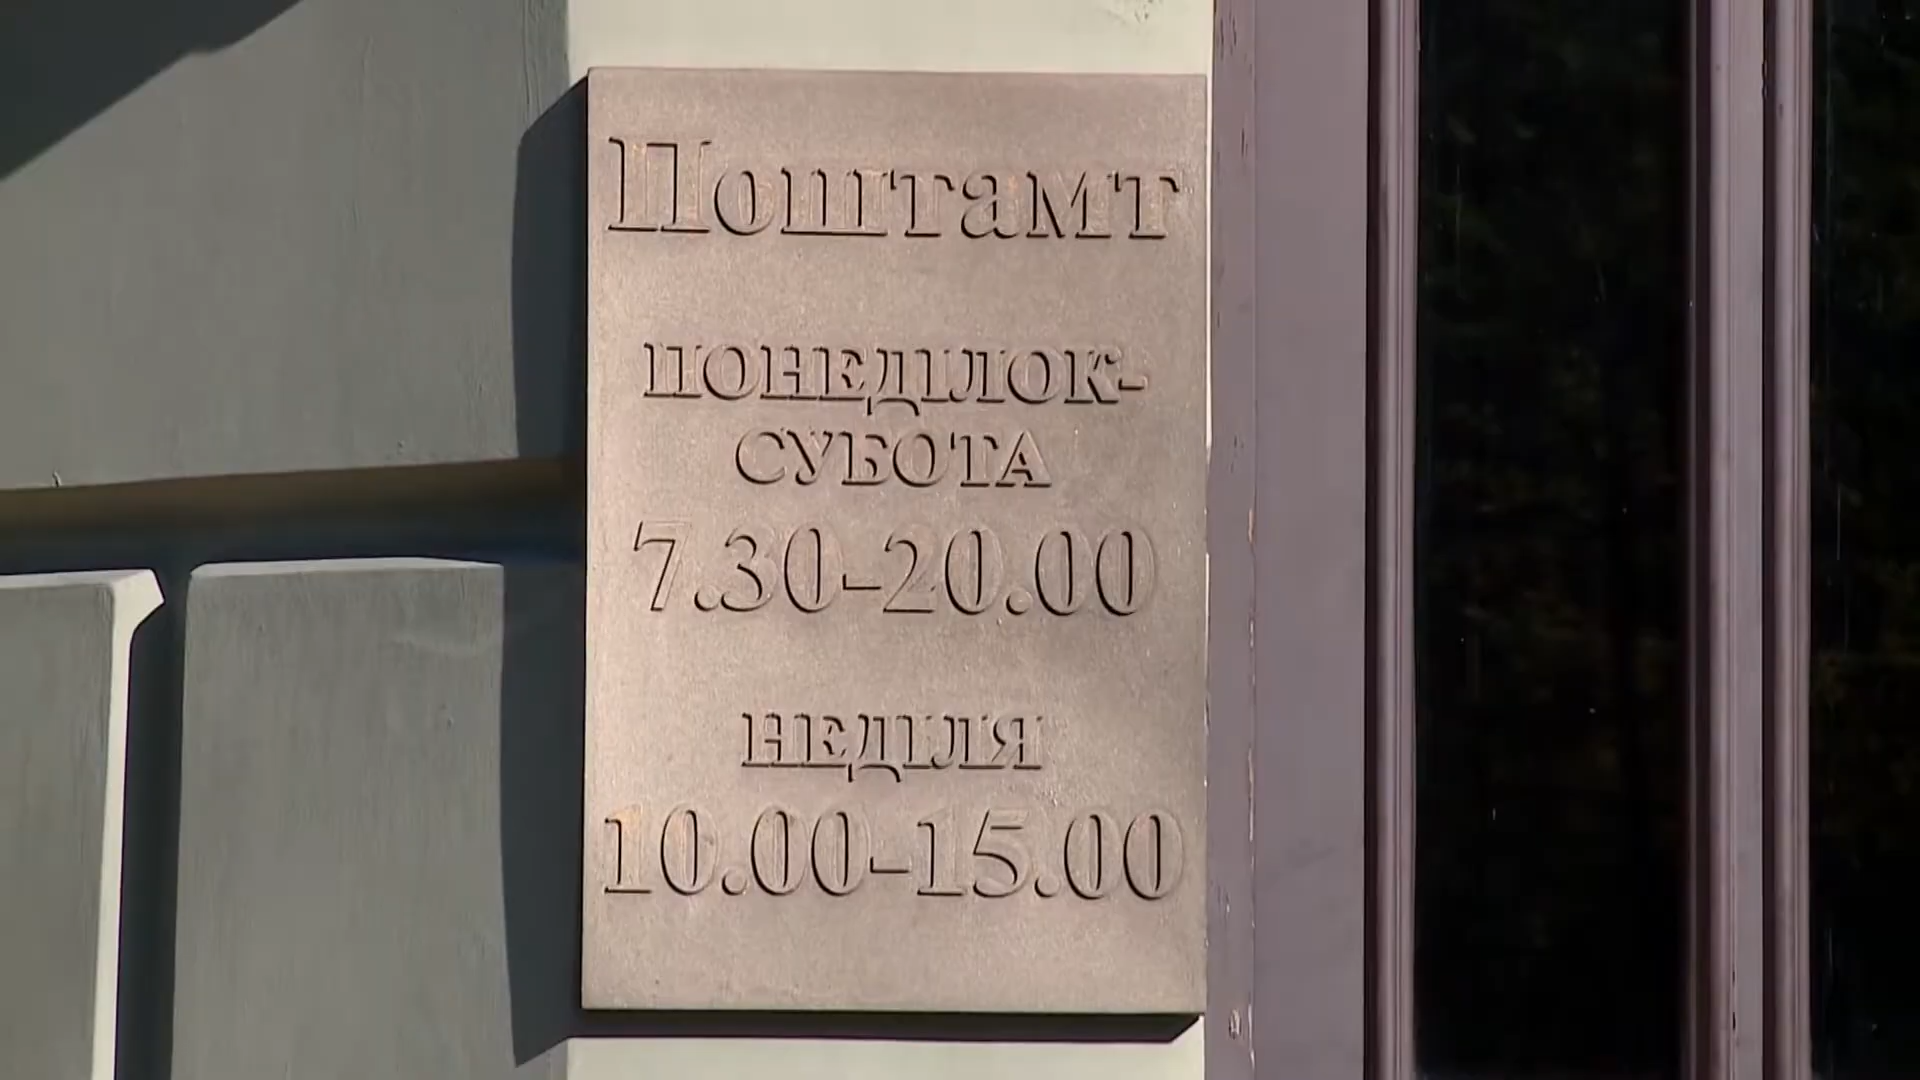 Поштамт
ПОНЕДІЛОК-
СУБОТА
7.30-20.00
НЕДІЛЯ
10.00-15.00